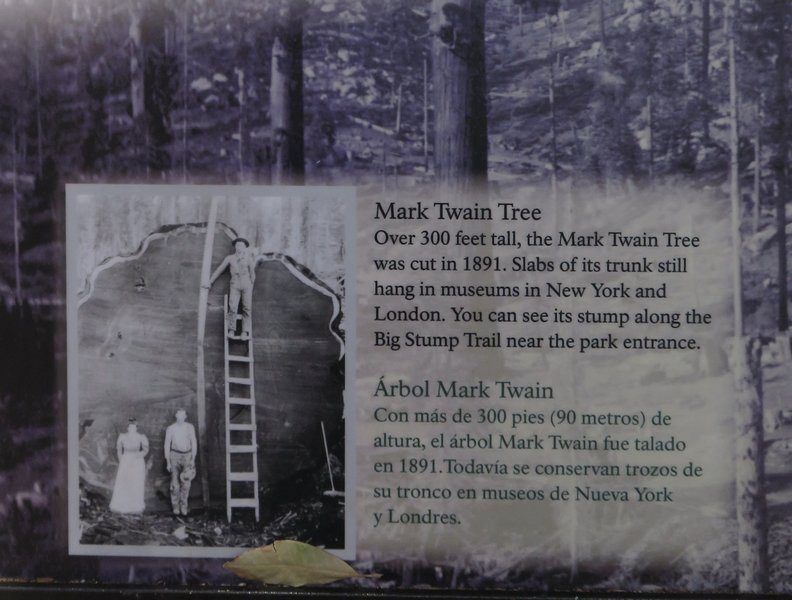 Mark Twain Tree
Over 300 feet tall, the Mark Twain Tree
was cut in 1891. Slabs of its trunk still
hang in museums in New York and
London. You can see its stump along the
Big Stump Trail near the park entrance.
Árbol Mark Twain
Con más de 300 pies (90 metros) de
altura, el árbol Mark Twain fue talado
en 1891.Todavía se conservan trozos de
su tronco en museos de Nueva York
y Londres.